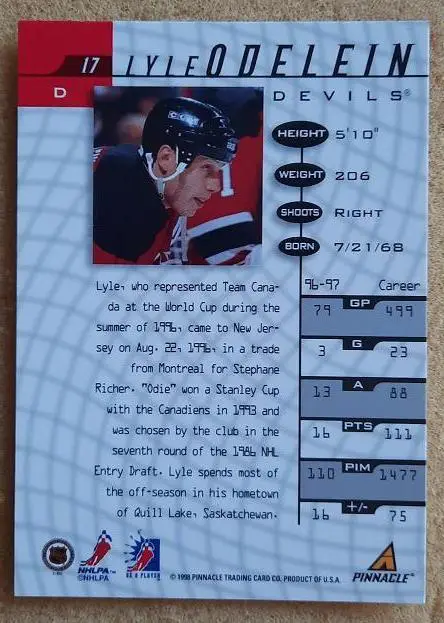 17 LYLE ODELEIN
D DEVILS®
HEIGHT 5'10"
WEIGHT 206
SHOOTS RIGHT
BORN 7/21/68
Lyle, who represented Team Cana-
da at the World Cup during the
summer of 1996, came to New Jer-
sey on Aug. 22, 1996, in a trade
from Montreal for Stephane
Richer. "Odie" won a Stanley Cup
with the Canadiens in 1993 and
was chosen by the club in the
seventh round of the 1986 NHL
Entry Draft. Lyle spends most of
the off-season in his hometown
of Quill Lake, Saskatchewan.
96-97 Career
79 GP 499
3 G 23
13 A 88
16 PTS 111
110 PIM 1477
16 +/- 75
NHLPA™
©NHLPA
BE A PLAYER
© 1998 PINNACLE TRADING CARD CO. PRODUCT OF U.S.A.
PINNACLE®